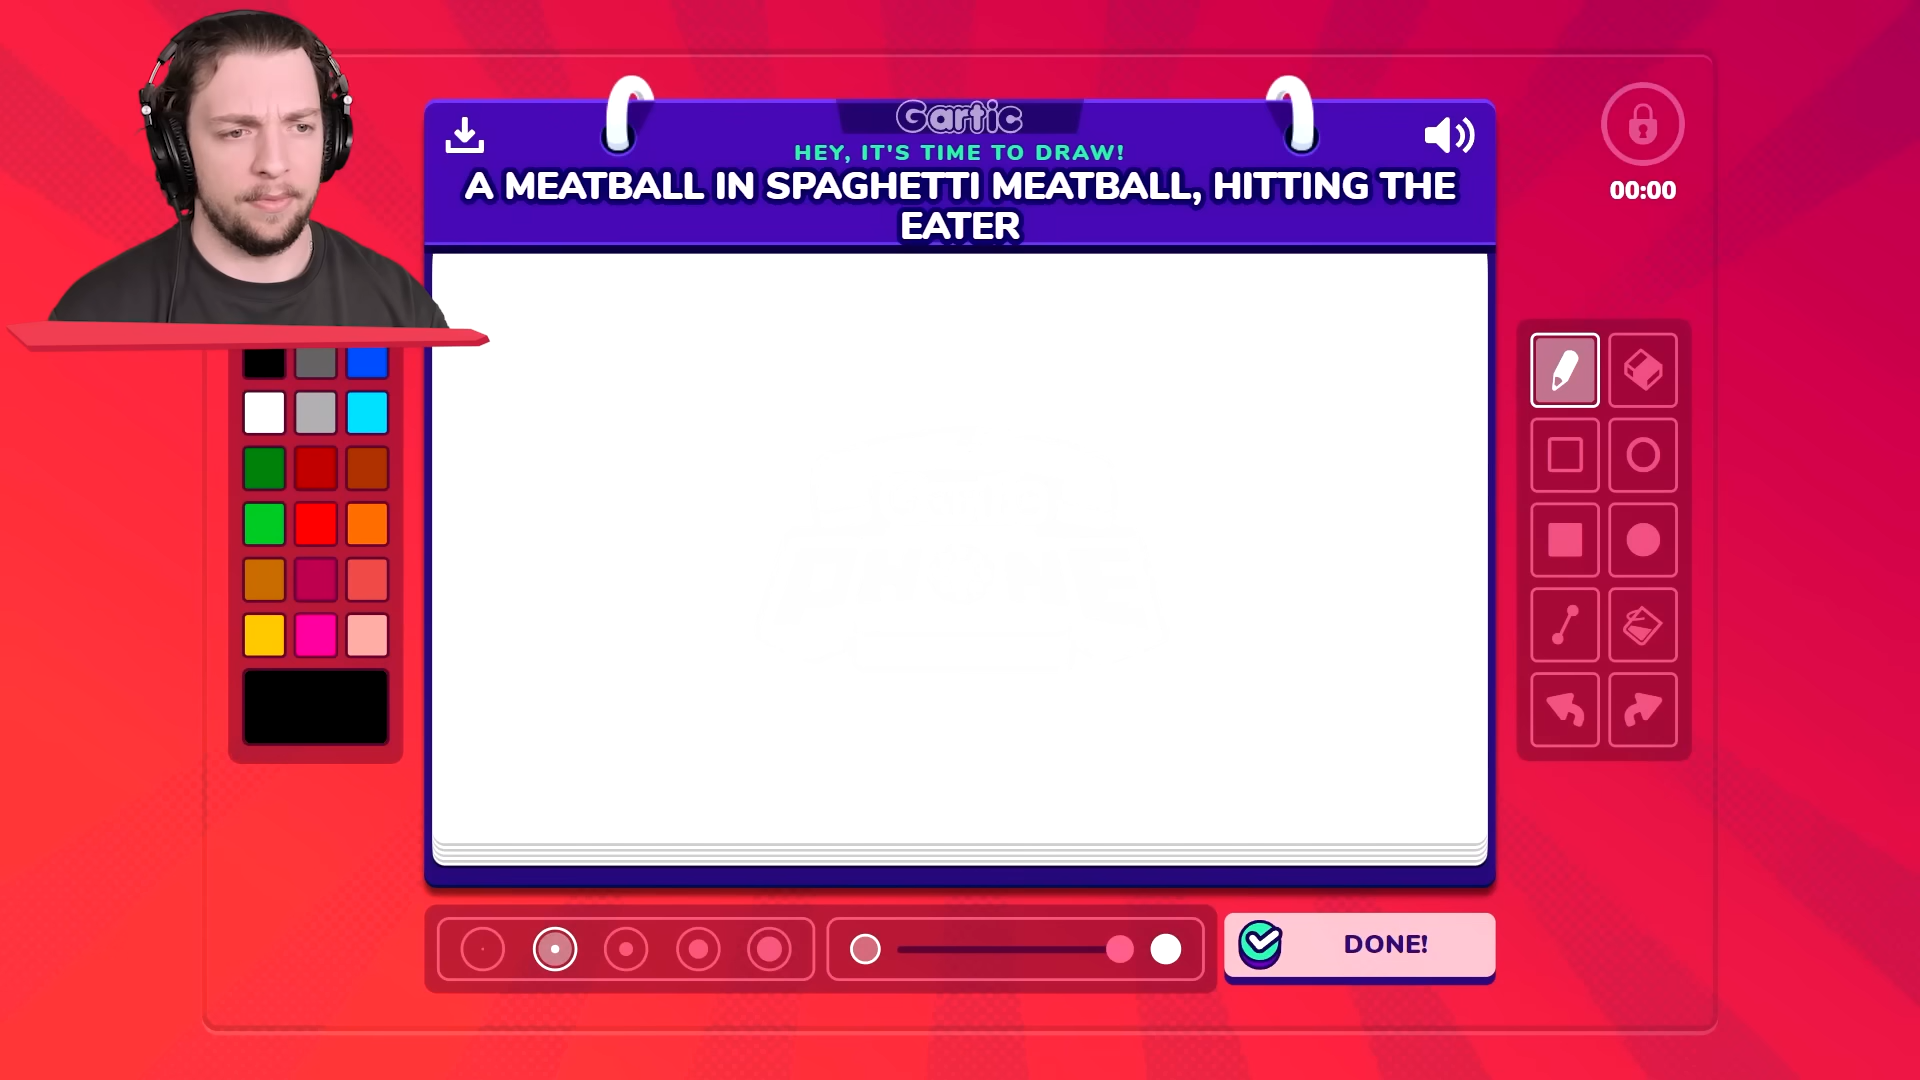 Gartic
HEY, IT'S TIME TO DRAW!
A MEATBALL IN SPAGHETTI MEATBALL, HITTING THE
EATER
00:00
DONE!